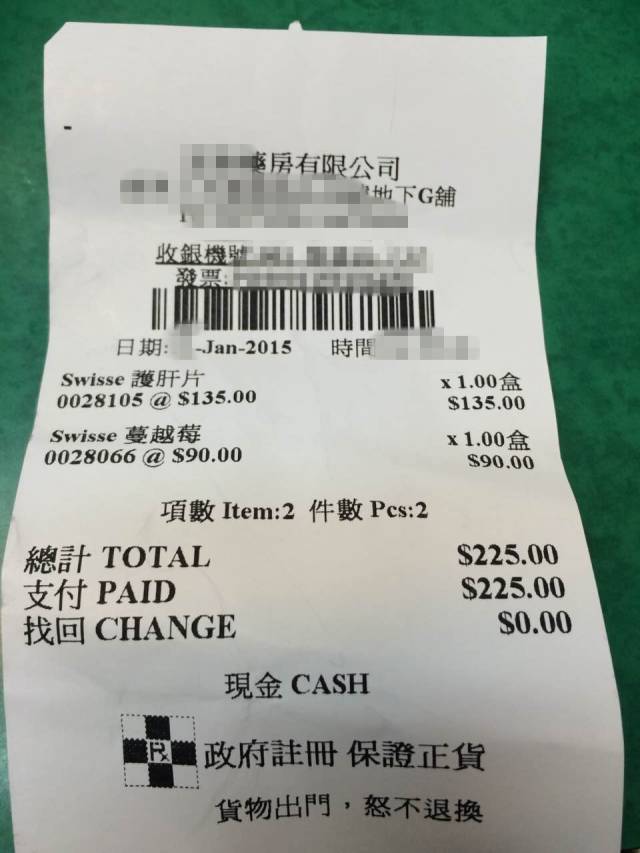 藥房有限公司
地下G舖
收銀機號
發票:
日期: -Jan-2015 時間
Swisse 護肝片 x 1.00盒
0028105 @ $135.00 $135.00
Swisse 蔓越莓 x 1.00盒
0028066 @ $90.00 $90.00
項數 Item:2 件數 Pcs:2
總計 TOTAL $225.00
支付 PAID $225.00
找回 CHANGE $0.00
現金 CASH
Rx 政府註冊 保證正貨
貨物出門，怒不退換